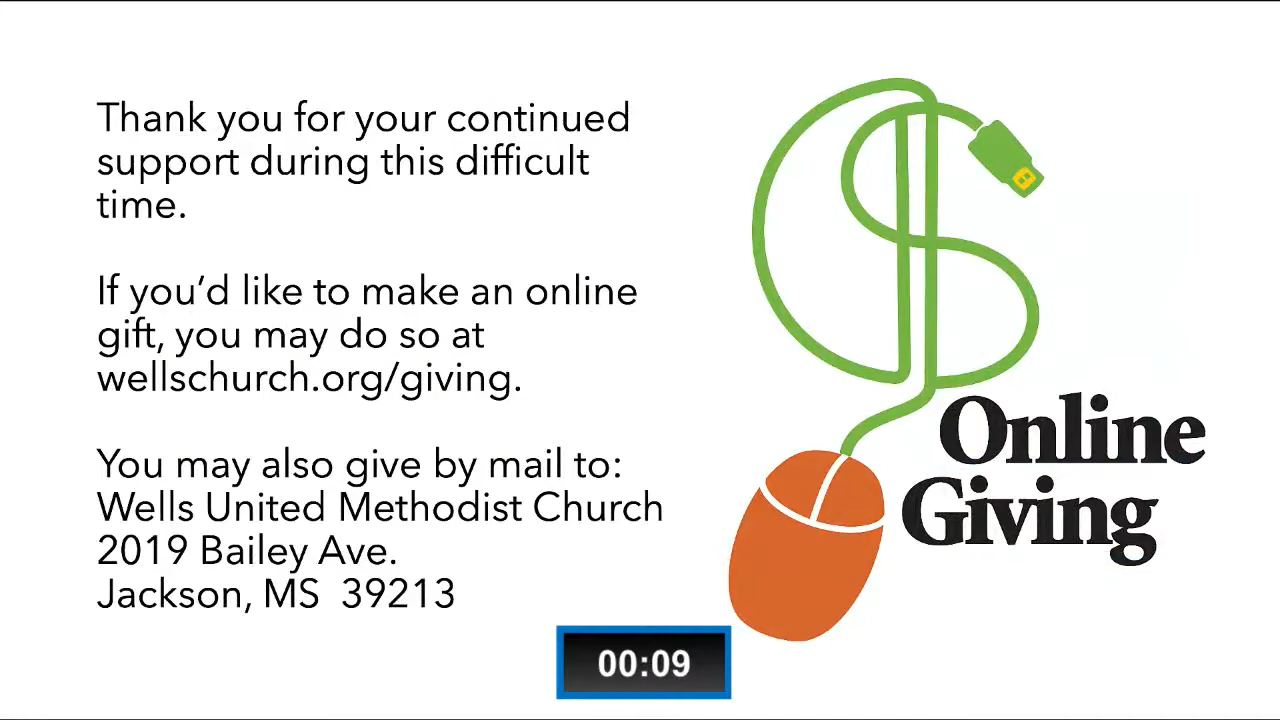 Thank you for your continued
support during this difficult
time.
If you’d like to make an online
gift, you may do so at
wellschurch.org/giving.
You may also give by mail to:
Wells United Methodist Church
2019 Bailey Ave.
Jackson, MS  39213
Online
Giving
00:09